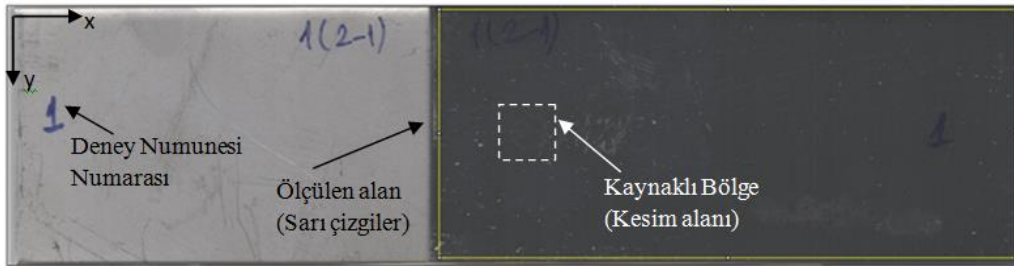 x
y
1(2-1)
1(2-1)
1
1
Deney Numunesi
Numarası
Ölçülen alan
(Sarı çizgiler)
Kaynaklı Bölge
(Kesim alanı)